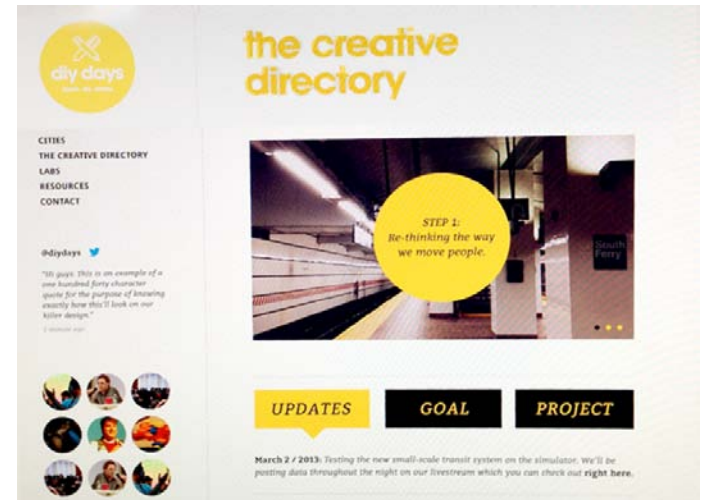 diy days
the creative
directory
CITIES
THE CREATIVE DIRECTORY
LABS
RESOURCES
CONTACT
@diydays
"Hi guys. This is an example of a
one hundred forty character
quote for the purpose of knowing
exactly how this'll look on our
killer design."
STEP 1:
Re-thinking the way
we move people.
South
Ferry
UPDATES
GOAL
PROJECT
March 2 / 2013: Testing the new small-scale transit system on the simulator. We'll be
posting data throughout the night on our livestream which you can check out right here.